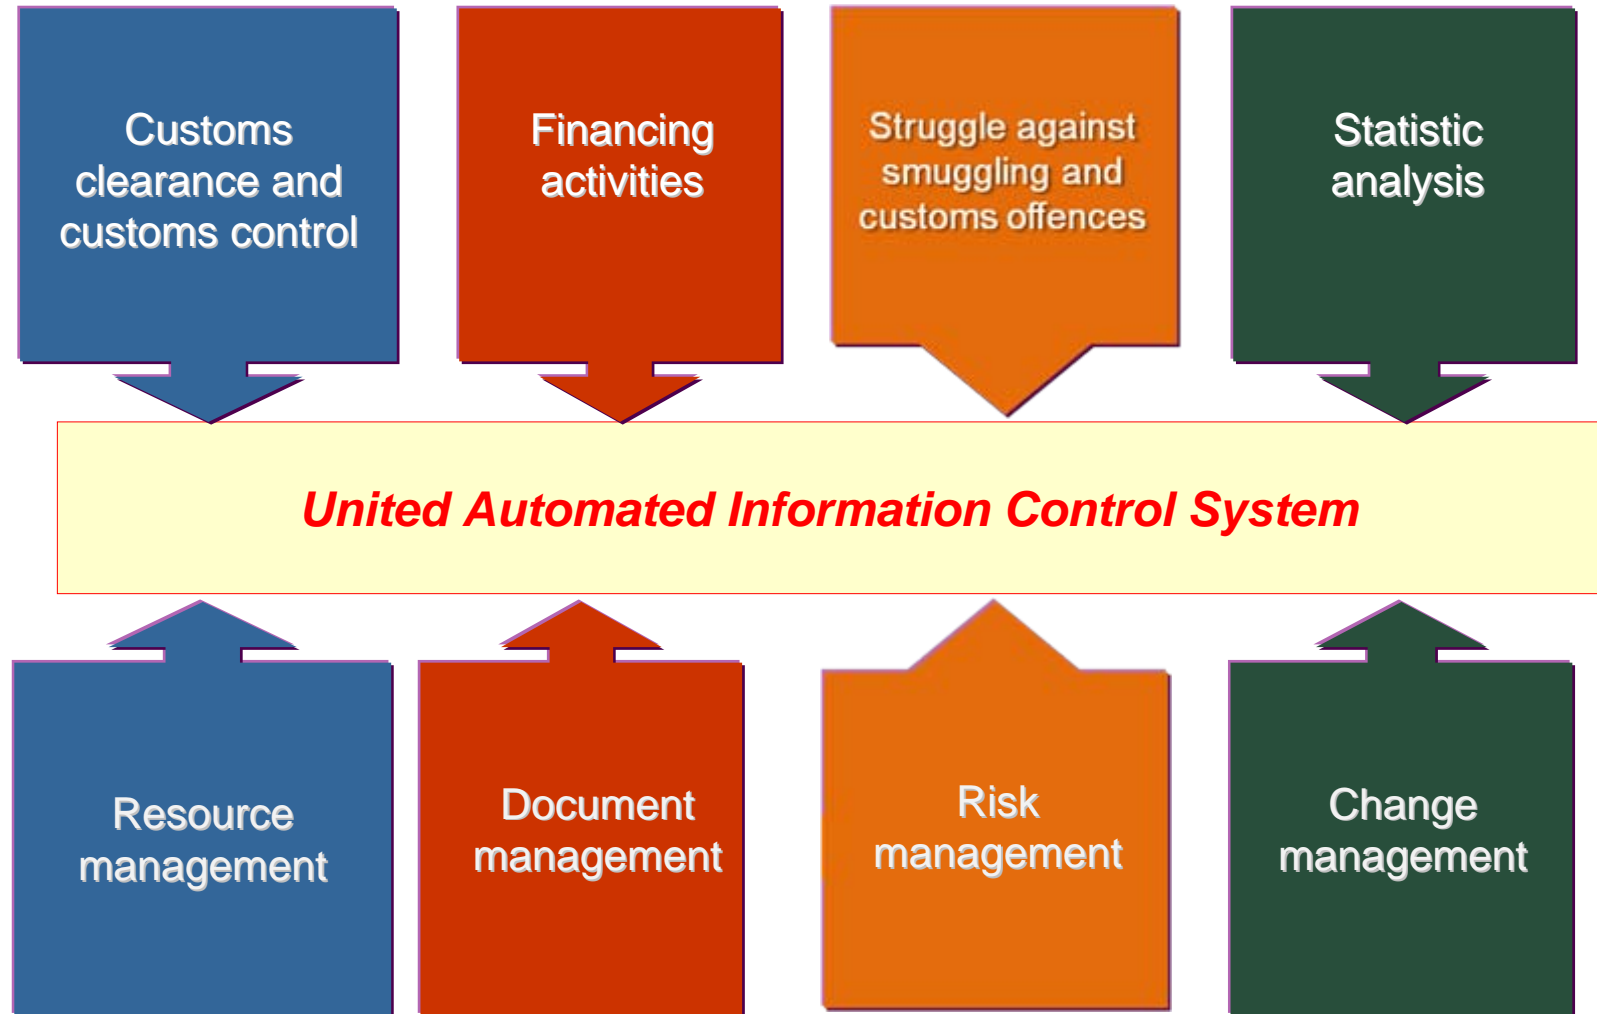 Customs
clearance and
customs control
Financing
activities
Struggle against
smuggling and
customs offences
Statistic
analysis
United Automated Information Control System
Resource
management
Document
management
Risk
management
Change
management